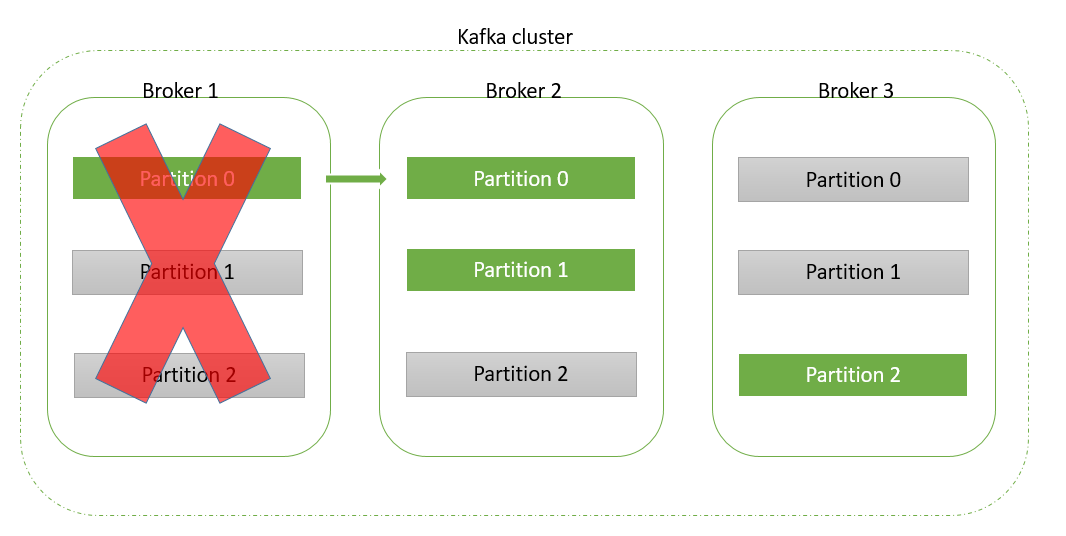 Kafka cluster
Broker 1
Partition 0
Partition 1
Partition 2
Broker 2
Partition 0
Partition 1
Partition 2
Broker 3
Partition 0
Partition 1
Partition 2